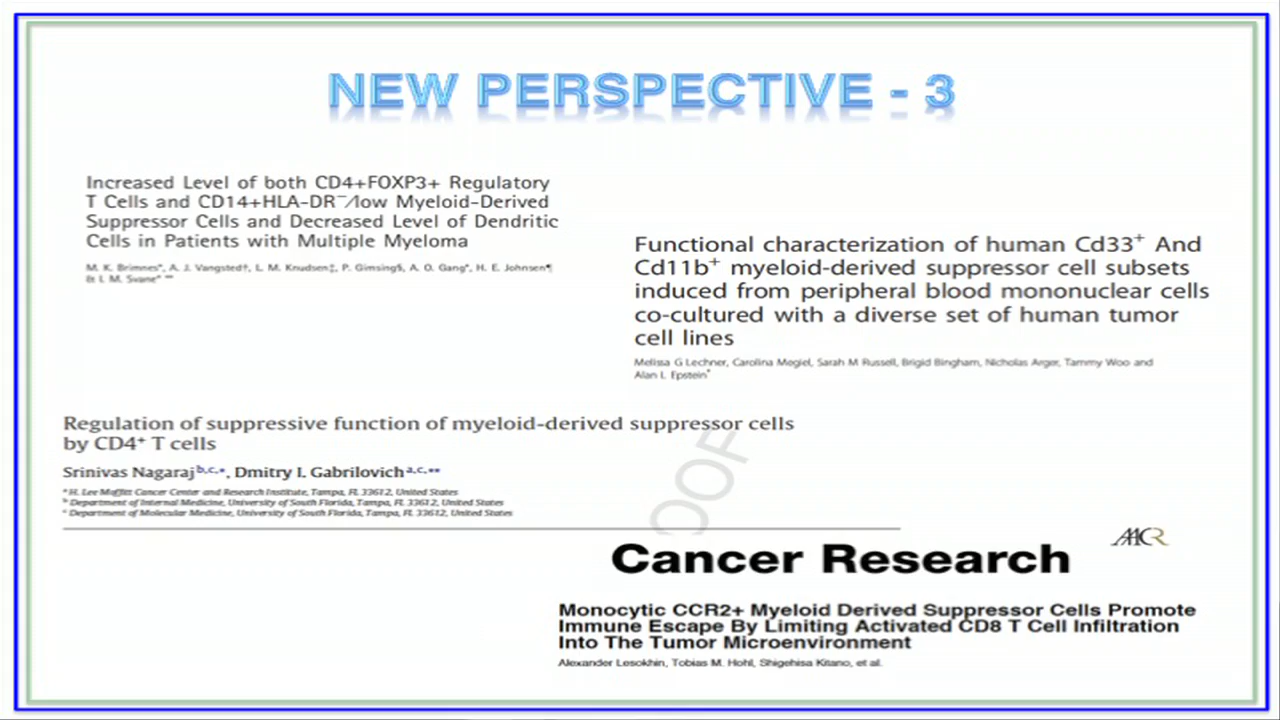 NEW PERSPECTIVE - 3
Increased Level of both CD4+FOXP3+ Regulatory
T Cells and CD14+HLA-DR⁻/low Myeloid-Derived
Suppressor Cells and Decreased Level of Dendritic
Cells in Patients with Multiple Myeloma
M. K. Brimnes*, A. J. Vangsted†, L. M. Knudsen‡, P. Gimsing§, A. O. Gang*, H. E. Johnsen¶
& I. M. Svane* **
Functional characterization of human Cd33⁺ And
Cd11b⁺ myeloid-derived suppressor cell subsets
induced from peripheral blood mononuclear cells
co-cultured with a diverse set of human tumor
cell lines
Melissa G Lechner, Carolina Megiel, Sarah M Russell, Brigid Bingham, Nicholas Arger, Tammy Woo and
Alan L Epstein*
Regulation of suppressive function of myeloid-derived suppressor cells
by CD4⁺ T cells
Srinivas Nagaraj b,c,*, Dmitry I. Gabrilovich a,c,**
a H. Lee Moffitt Cancer Center and Research Institute, Tampa, FL 33612, United States
b Department of Internal Medicine, University of South Florida, Tampa, FL 33612, United States
c Department of Molecular Medicine, University of South Florida, Tampa, FL 33612, United States
OOF
AACR
Cancer Research
Monocytic CCR2+ Myeloid Derived Suppressor Cells Promote
Immune Escape By Limiting Activated CD8 T Cell Infiltration
Into The Tumor Microenvironment
Alexander Lesokhin, Tobias M. Hohl, Shigehisa Kitano, et al.